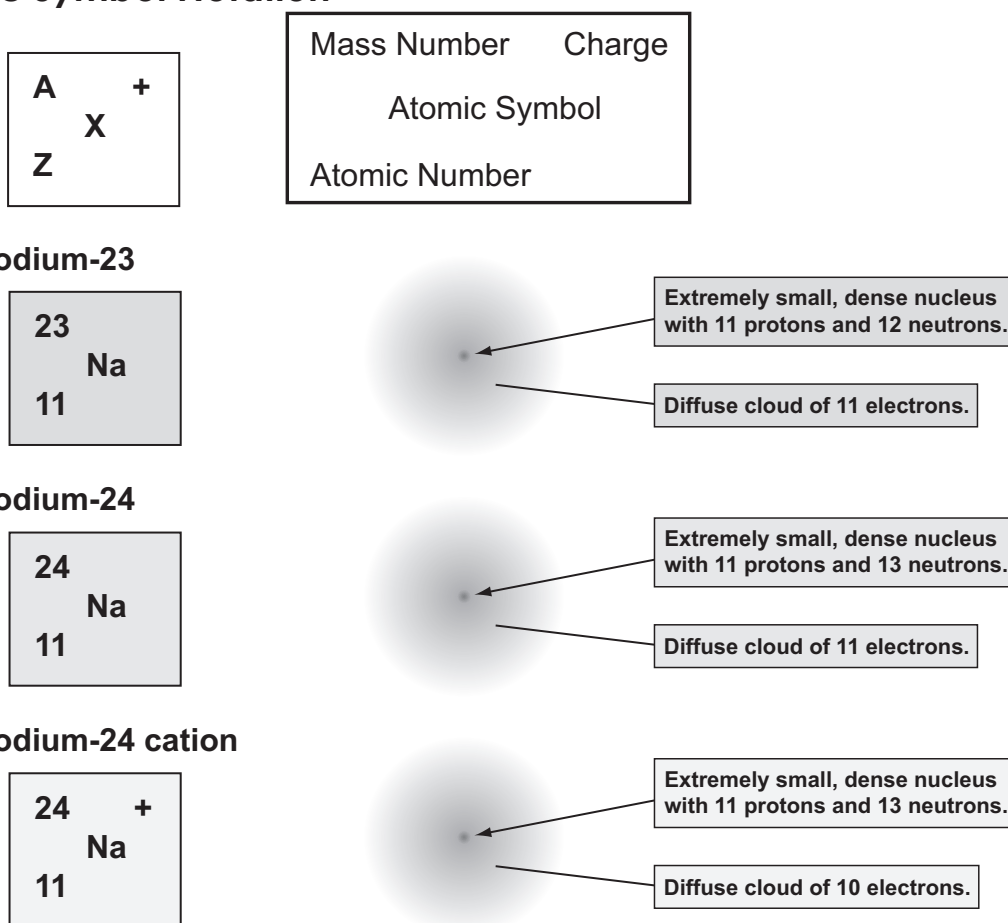 A +
X
Z
Mass Number Charge
Atomic Symbol
Atomic Number
odium-23
23
Na
11
Extremely small, dense nucleus
with 11 protons and 12 neutrons.
Diffuse cloud of 11 electrons.
odium-24
24
Na
11
Extremely small, dense nucleus
with 11 protons and 13 neutrons.
Diffuse cloud of 11 electrons.
odium-24 cation
24 +
Na
11
Extremely small, dense nucleus
with 11 protons and 13 neutrons.
Diffuse cloud of 10 electrons.